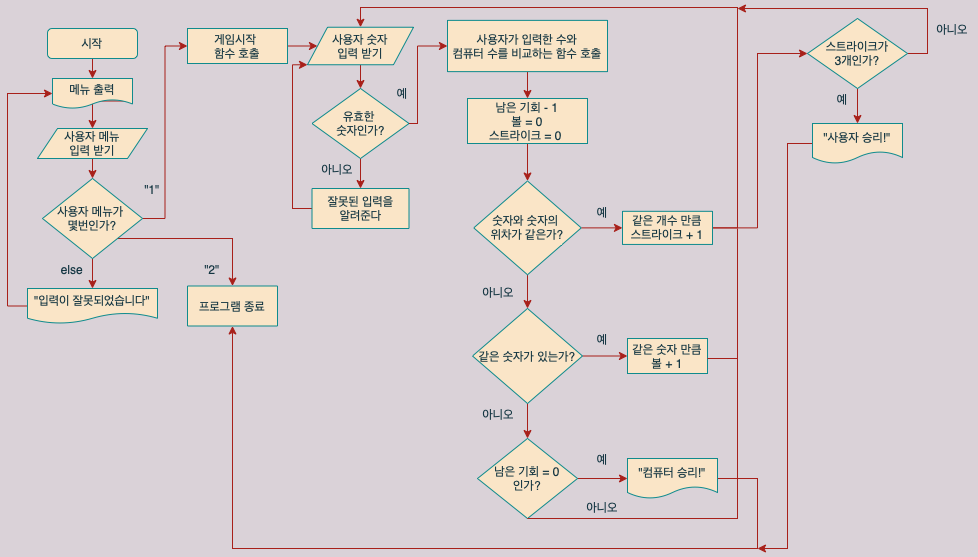 시작
메뉴 출력
사용자 메뉴
입력 받기
사용자 메뉴가
몇번인가?
"1"
else
"입력이 잘못되었습니다"
"2"
프로그램 종료
게임시작
함수 호출
사용자 숫자
입력 받기
유효한
숫자인가?
예
아니오
잘못된 입력을
알려준다
사용자가 입력한 수와
컴퓨터 수를 비교하는 함수 호출
남은 기회 - 1
볼 = 0
스트라이크 = 0
숫자와 숫자의
위차가 같은가?
예
같은 개수 만큼
스트라이크 + 1
아니오
같은 숫자가 있는가?
예
같은 숫자 만큼
볼 + 1
아니오
남은 기회 = 0
인가?
예
"컴퓨터 승리!"
아니오
스트라이크가
3개인가?
아니오
예
"사용자 승리!"